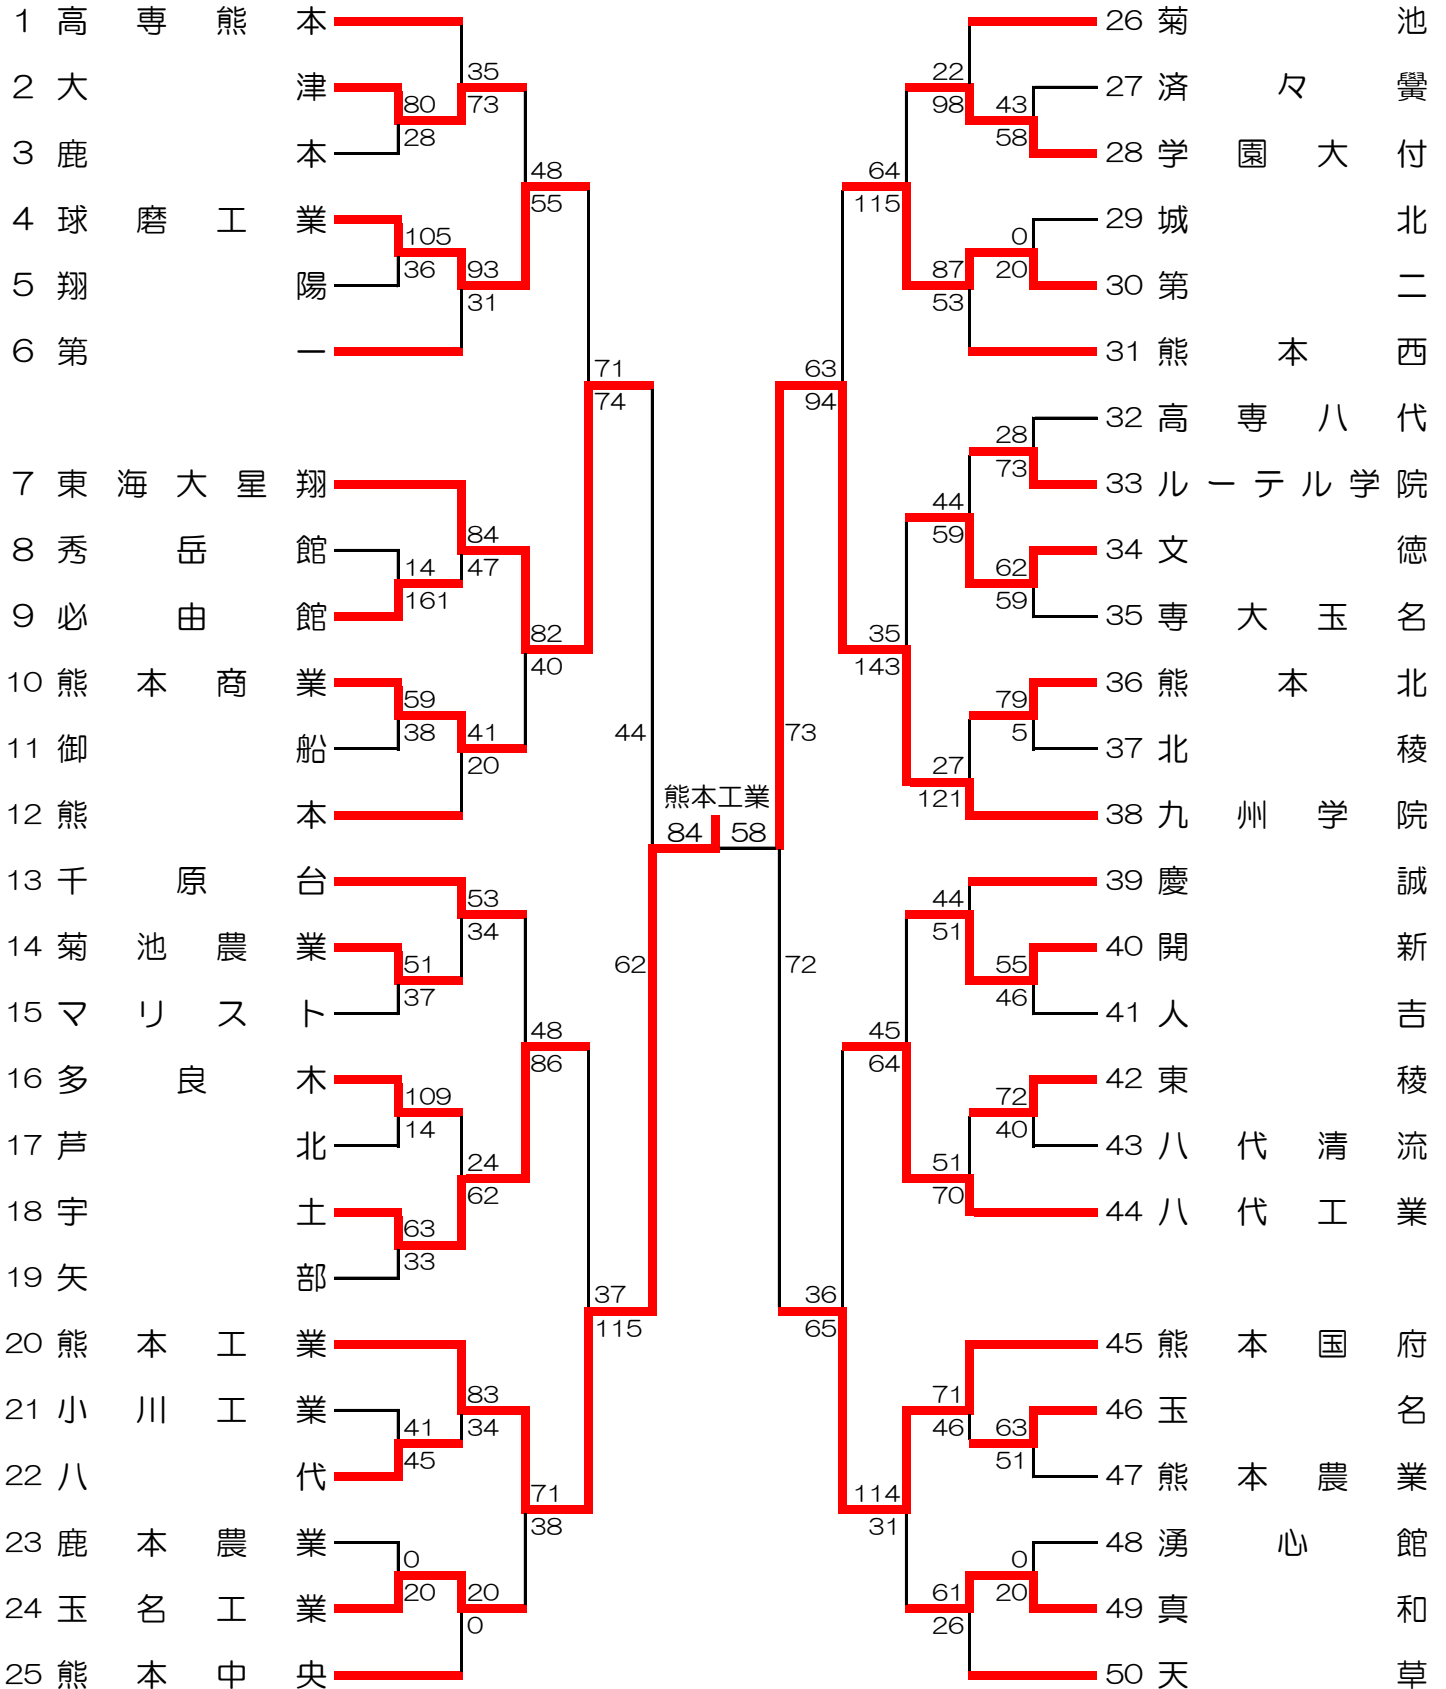 1 高専熊本
2 大津
3 鹿本
4 球磨工業
5 翔陽
6 第一
7 東海大星翔
8 秀岳館
9 必由館
10 熊本商業
11 御船
12 熊本
13 千原台
14 菊池農業
15 マリスト
16 多良木
17 芦北
18 宇土
19 矢部
20 熊本工業
21 小川工業
22 八代
23 鹿本農業
24 玉名工業
25 熊本中央
80
28
105
36
14
161
59
38
51
37
109
14
63
33
41
45
0
20
35
73
93
31
84
47
41
20
53
34
24
62
83
34
20
0
48
55
82
40
48
86
71
38
71
74
37
115
44
62
熊本工業
84 58
73
72
63
94
36
65
64
115
35
143
45
64
114
31
22
98
87
53
44
59
27
121
44
51
51
70
71
46
61
26
43
58
0
20
28
73
62
59
79
5
55
46
72
40
63
51
0
20
26 菊池
27 済々黌
28 学園大付
29 城北
30 第二
31 熊本西
32 高専八代
33 ルーテル学院
34 文徳
35 専大玉名
36 熊本北
37 北稜
38 九州学院
39 慶誠
40 開新
41 人吉
42 東稜
43 八代清流
44 八代工業
45 熊本国府
46 玉名
47 熊本農業
48 湧心館
49 真和
50 天草